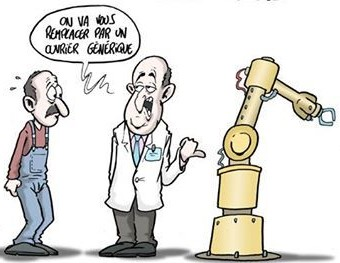 ON VA VOUS
REMPLACER PAR UN
OUVRIER GÉNÉRIQUE